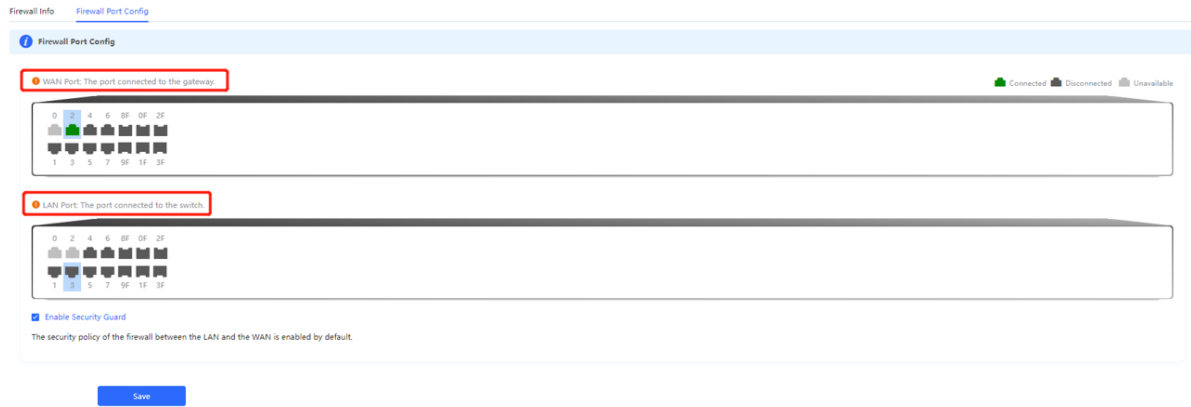 Firewall Info Firewall Port Config
Firewall Port Config
WAN Port: The port connected to the gateway.
Connected Disconnected Unavailable
0 2 4 6 8F 0F 2F
1 3 5 7 9F 1F 3F
LAN Port: The port connected to the switch.
0 2 4 6 8F 0F 2F
1 3 5 7 9F 1F 3F
Enable Security Guard
The security policy of the firewall between the LAN and the WAN is enabled by default.
Save